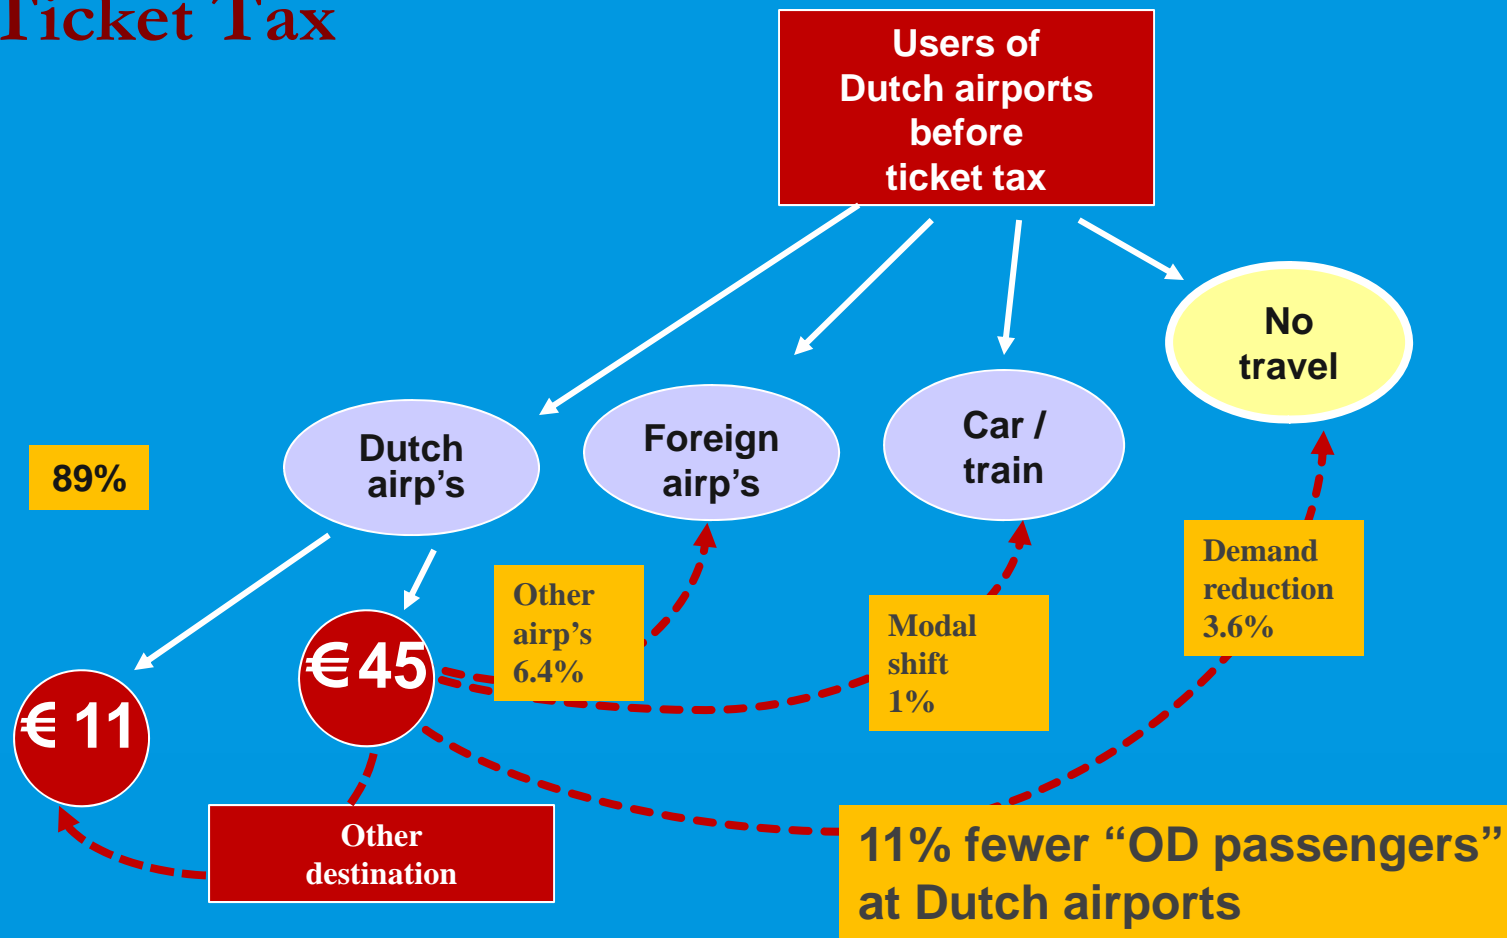 Ticket Tax
Users of
Dutch airports
before
ticket tax
No
travel
Car /
train
Foreign
airp’s
Dutch
airp’s
89%
Demand
reduction
3.6%
Other
airp’s
6.4%
Modal
shift
1%
€ 45
€ 11
Other
destination
11% fewer “OD passengers”
at Dutch airports